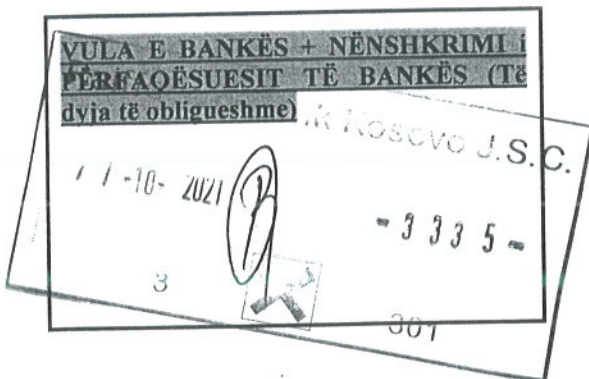 VULA E BANKËS + NËNSHKRIMI i
PËRFAQËSUESIT TË BANKËS (Të
dyja të obligueshme)
Kosovo J.S.C.
-10- 2021
- 3 3 3 5 -
3
301